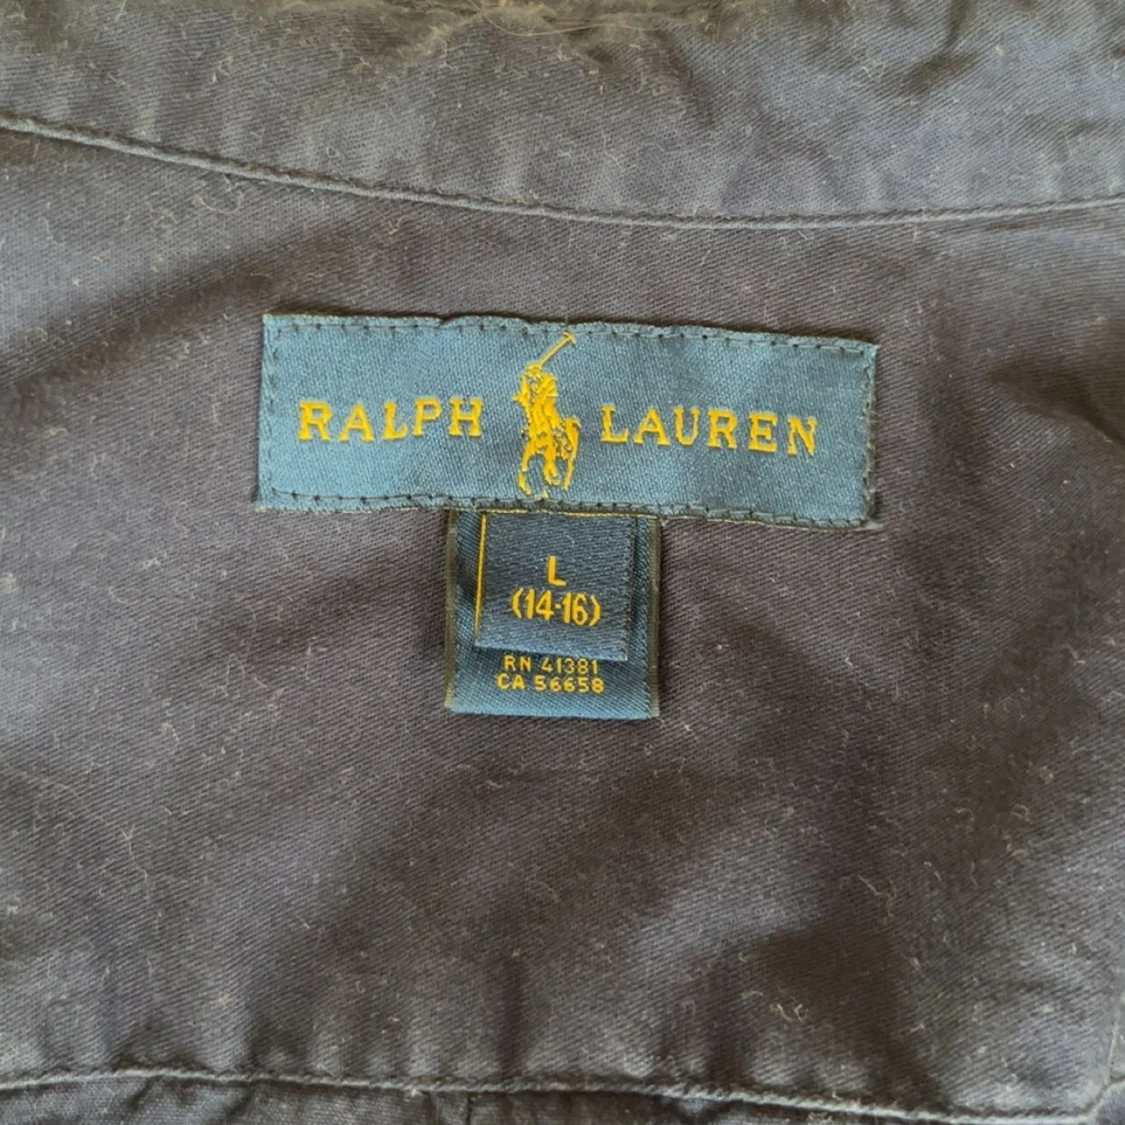 RALPH LAUREN
L
(14-16)
RN 41381
CA 56658